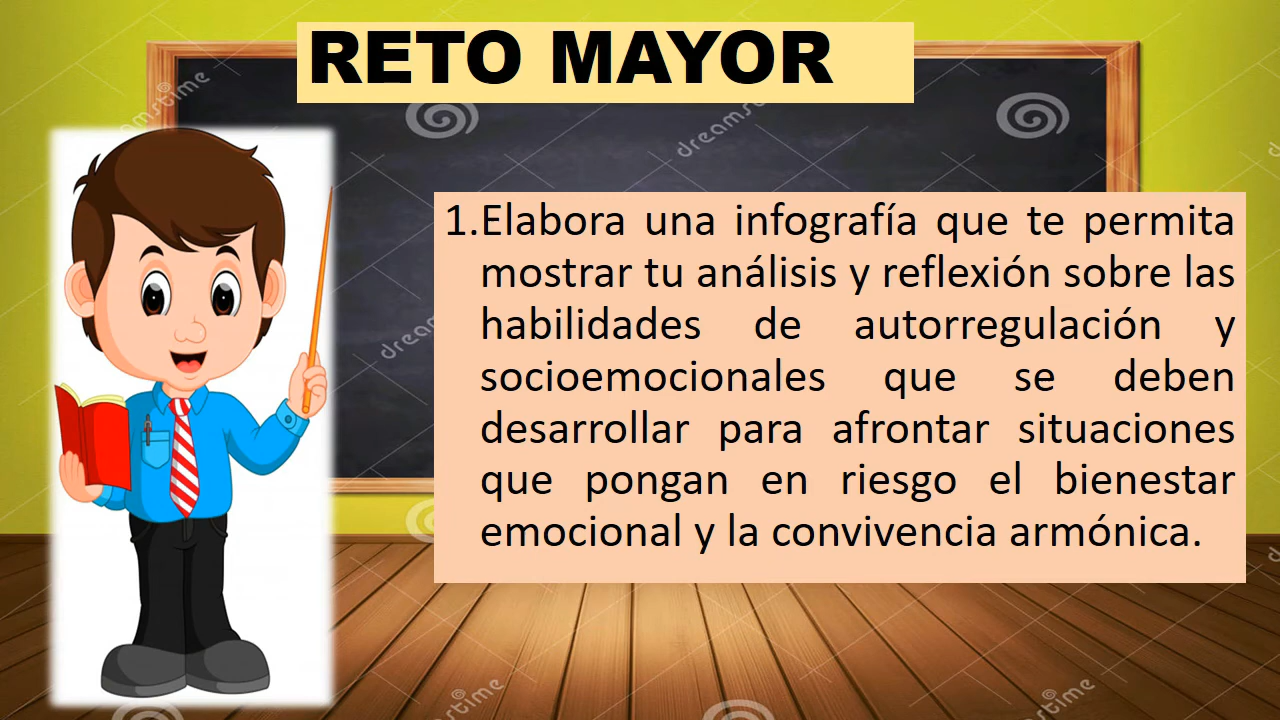 RETO MAYOR
1.Elabora una infografía que te permita
mostrar tu análisis y reflexión sobre las
habilidades de autorregulación y
socioemocionales que se deben
desarrollar para afrontar situaciones
que pongan en riesgo el bienestar
emocional y la convivencia armónica.